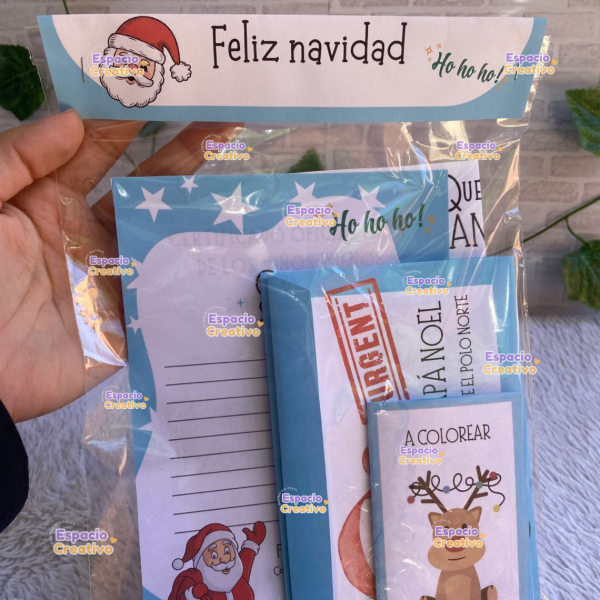 Feliz navidad
Ho ho ho!
Ho ho ho!
QUE
AN
URGENT
PAPÁ NOEL
E EL POLO NORTE
A COLOREAR
Espacio
Creativo